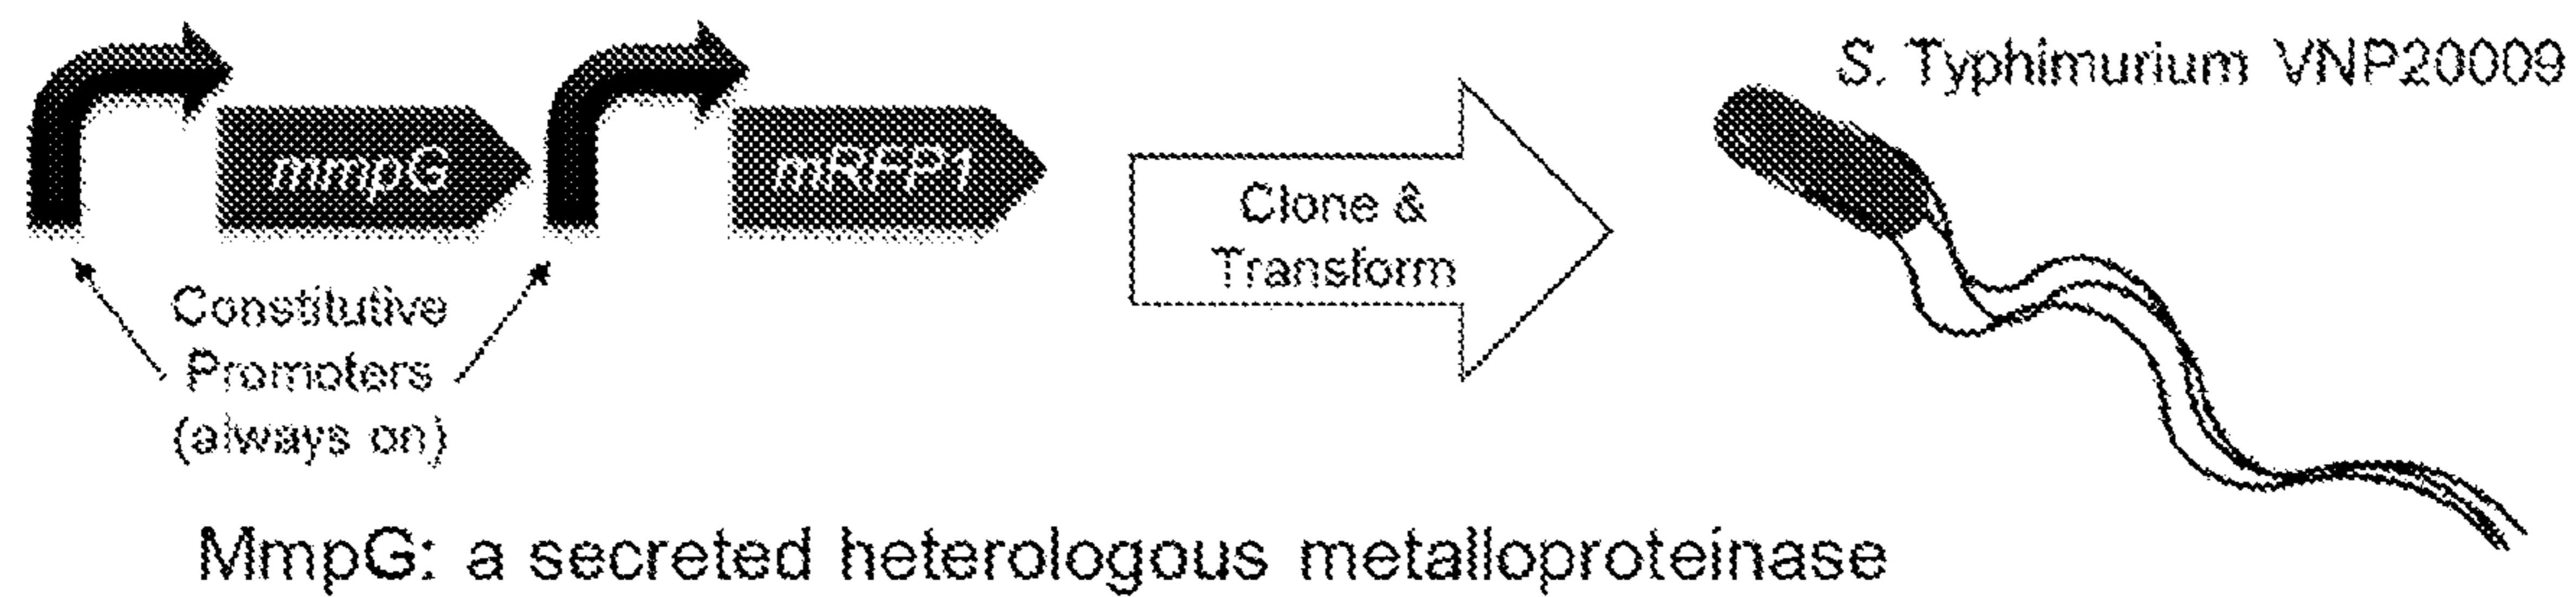 S. Typhimurium VNP20009
mmpG
mRFP1
Clone &
Transform
Constitutive
Promoters
(always on)
MmpG: a secreted heterologous metalloproteinase